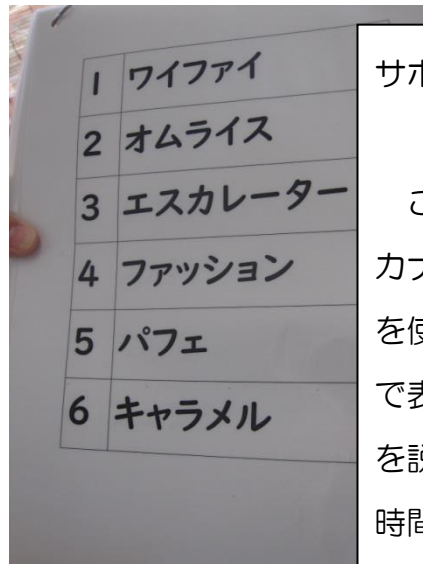 1 ワイファイ
2 オムライス
3 エスカレーター
4 ファッション
5 パフェ
6 キャラメル
サポ
こ
カナ
を使
で表
を説
時間